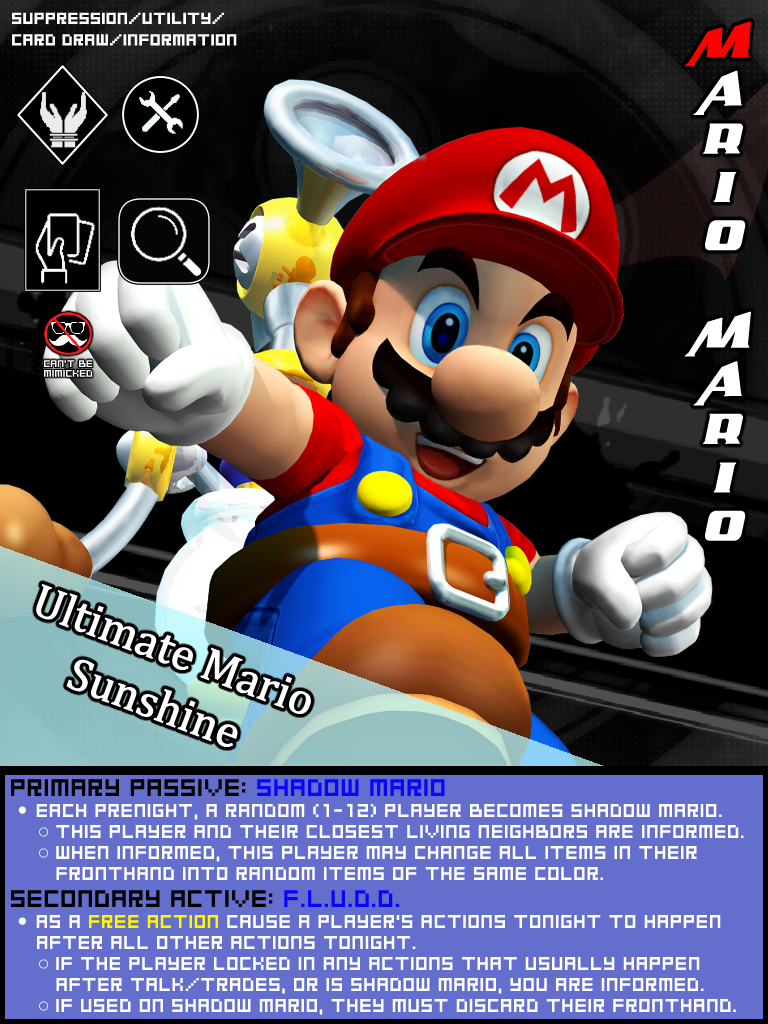 SUPPRESSION/UTILITY/
CARD DRAW/INFORMATION
MARIO MARIO
M
CAN'T BE
MIMICKED
Ultimate Mario
Sunshine
PRIMARY PASSIVE: SHADOW MARIO
• EACH PRENIGHT, A RANDOM (1-12) PLAYER BECOMES SHADOW MARIO.
○ THIS PLAYER AND THEIR CLOSEST LIVING NEIGHBORS ARE INFORMED.
○ WHEN INFORMED, THIS PLAYER MAY CHANGE ALL ITEMS IN THEIR
FRONTHAND INTO RANDOM ITEMS OF THE SAME COLOR.
SECONDARY ACTIVE: F.L.U.D.D.
• AS A FREE ACTION CAUSE A PLAYER'S ACTIONS TONIGHT TO HAPPEN
AFTER ALL OTHER ACTIONS TONIGHT.
○ IF THE PLAYER LOCKED IN ANY ACTIONS THAT USUALLY HAPPEN
AFTER TALK/TRADES, OR IS SHADOW MARIO, YOU ARE INFORMED.
○ IF USED ON SHADOW MARIO, THEY MUST DISCARD THEIR FRONTHAND.